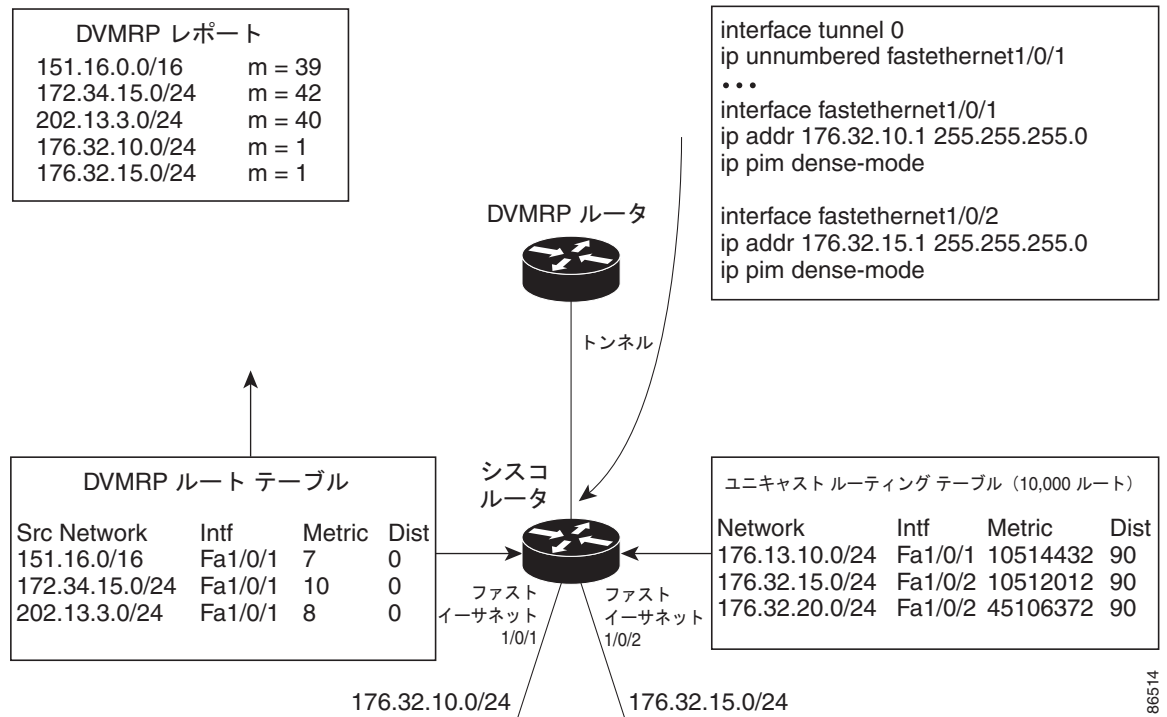 DVMRP レポート
151.16.0.0/16 m = 39
172.34.15.0/24 m = 42
202.13.3.0/24 m = 40
176.32.10.0/24 m = 1
176.32.15.0/24 m = 1
interface tunnel 0
ip unnumbered fastethernet1/0/1
• • •
interface fastethernet1/0/1
ip addr 176.32.10.1 255.255.255.0
ip pim dense-mode
interface fastethernet1/0/2
ip addr 176.32.15.1 255.255.255.0
ip pim dense-mode
DVMRP ルータ
トンネル
シスコ
ルータ
DVMRP ルート テーブル
Src Network Intf Metric Dist
151.16.0/16 Fa1/0/1 7 0
172.34.15.0/24 Fa1/0/1 10 0
202.13.3.0/24 Fa1/0/1 8 0
ファスト
イーサネット
1/0/1
ファスト
イーサネット
1/0/2
ユニキャスト ルーティング テーブル（10,000 ルート）
Network Intf Metric Dist
176.13.10.0/24 Fa1/0/1 10514432 90
176.32.15.0/24 Fa1/0/2 10512012 90
176.32.20.0/24 Fa1/0/2 45106372 90
176.32.10.0/24
176.32.15.0/24
86514